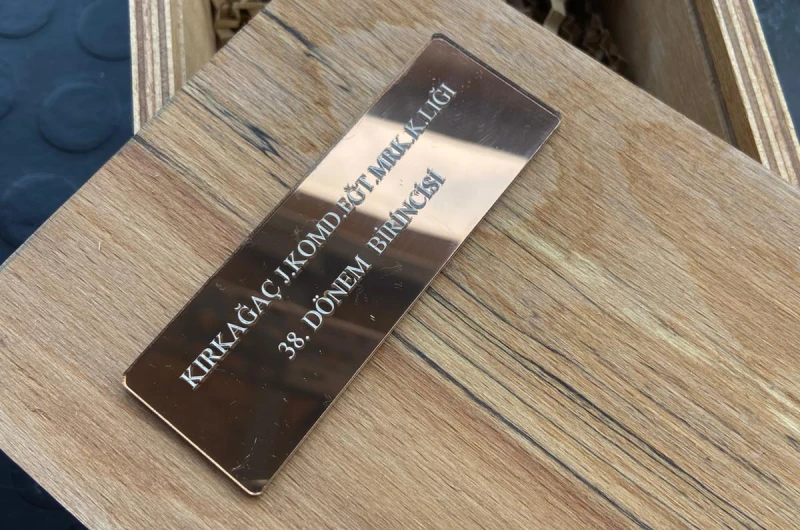 KIRKAĞAÇ J.KOMD.EĞT.MRK.K.LIĞI
38. DÖNEM BİRİNCİSİ